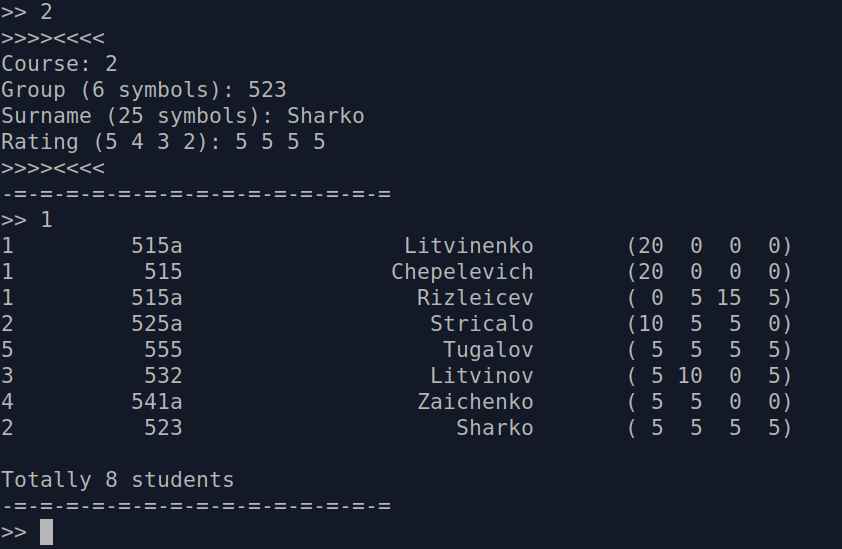 >> 2
>>>><<<<
Course: 2
Group (6 symbols): 523
Surname (25 symbols): Sharko
Rating (5 4 3 2): 5 5 5 5
>>>><<<<
-=-=-=-=-=-=-=-=-=-=-=-=-=-=-=
>> 1
1         515a                 Litvinenko       (20  0  0  0)
1          515                Chepelevich       (20  0  0  0)
1         515a                  Rizleicev       ( 0  5 15  5)
2         525a                   Stricalo       (10  5  5  0)
5          555                    Tugalov       ( 5  5  5  5)
3          532                   Litvinov       ( 5 10  0  5)
4         541a                  Zaichenko       ( 5  5  0  0)
2          523                     Sharko       ( 5  5  5  5)
Totally 8 students
-=-=-=-=-=-=-=-=-=-=-=-=-=-=-=
>>